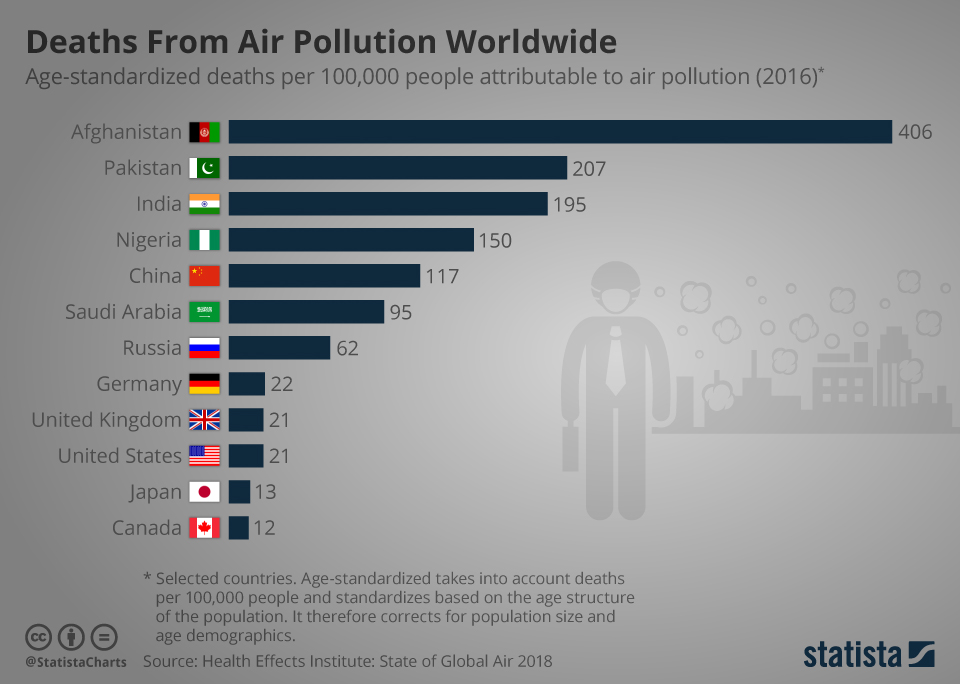 Deaths From Air Pollution Worldwide
Age-standardized deaths per 100,000 people attributable to air pollution (2016)*
Afghanistan 406
Pakistan 207
India 195
Nigeria 150
China 117
Saudi Arabia 95
Russia 62
Germany 22
United Kingdom 21
United States 21
Japan 13
Canada 12
* Selected countries. Age-standardized takes into account deaths
per 100,000 people and standardizes based on the age structure
of the population. It therefore corrects for population size and
age demographics.
cc
@StatistaCharts
Source: Health Effects Institute: State of Global Air 2018
statista